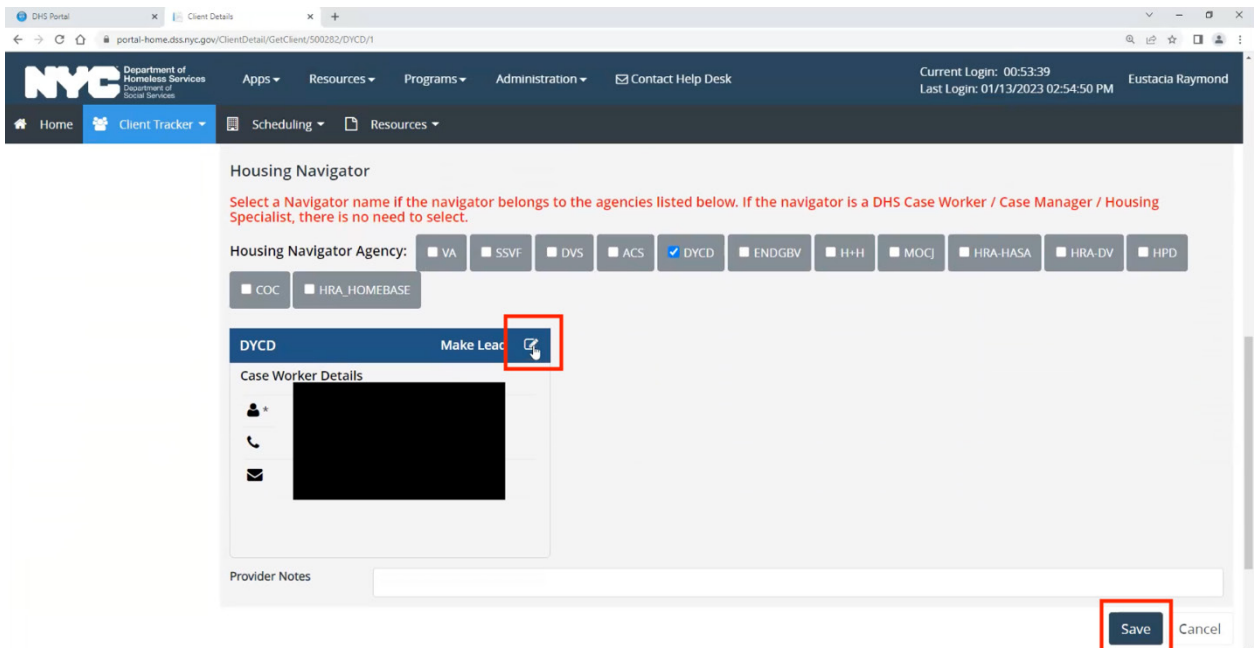 DHS Portal
Client Details
portal-home.dss.nyc.gov/ClientDetail/GetClient/500282/DYCD/1
NYC
Department of
Homeless Services
Department of
Social Services
Apps
Resources
Programs
Administration
Contact Help Desk
Current Login: 00:53:39
Last Login: 01/13/2023 02:54:50 PM
Eustacia Raymond
Home
Client Tracker
Scheduling
Resources
Housing Navigator
Select a Navigator name if the navigator belongs to the agencies listed below. If the navigator is a DHS Case Worker / Case Manager / Housing
Specialist, there is no need to select.
Housing Navigator Agency: VA SSVF DVS ACS DYCD ENDGBV H+H MOCJ HRA-HASA HRA-DV HPD
COC HRA_HOMEBASE
DYCD Make Lead
Case Worker Details
*
Provider Notes
Save Cancel